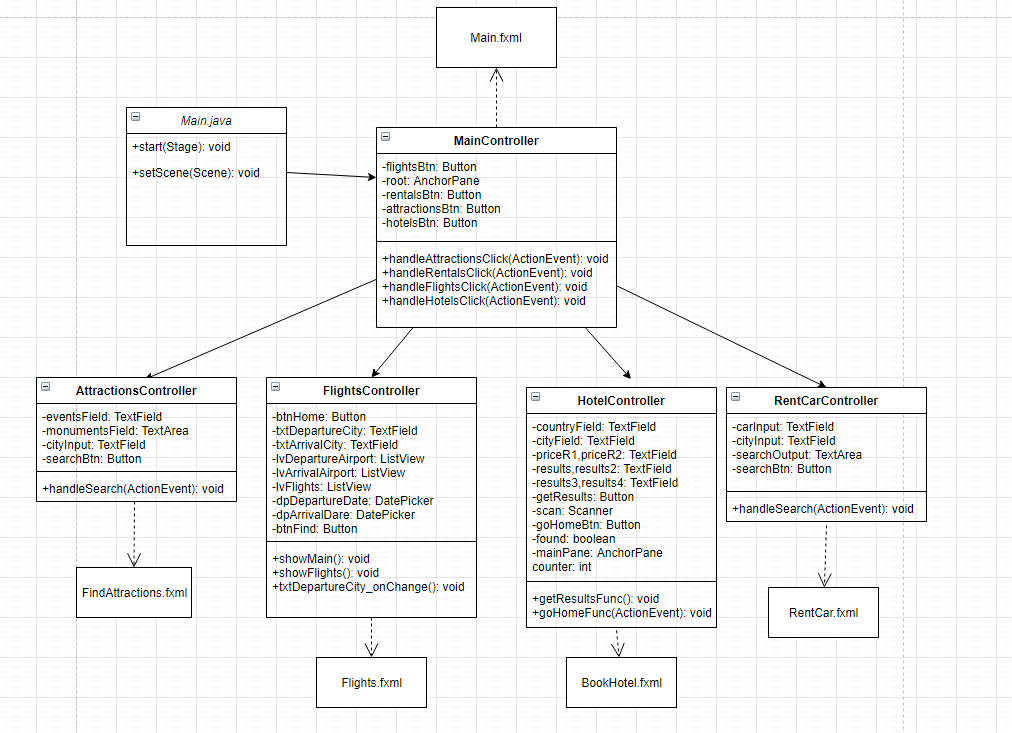 Main.fxml
Main.java
+start(Stage): void
+setScene(Scene): void
MainController
-flightsBtn: Button
-root: AnchorPane
-rentalsBtn: Button
-attractionsBtn: Button
-hotelsBtn: Button
+handleAttractionsClick(ActionEvent): void
+handleRentalsClick(ActionEvent): void
+handleFlightsClick(ActionEvent): void
+handleHotelsClick(ActionEvent): void
AttractionsController
-eventsField: TextField
-monumentsField: TextArea
-cityInput: TextField
-searchBtn: Button
+handleSearch(ActionEvent): void
FindAttractions.fxml
FlightsController
-btnHome: Button
-txtDepartureCity: TextField
-txtArrivalCity: TextField
-lvDepartureAirport: ListView
-lvArrivalAirport: ListView
-lvFlights: ListView
-dpDepartureDate: DatePicker
-dpArrivalDare: DatePicker
-btnFind: Button
+showMain(): void
+showFlights(): void
+txtDepartureCity_onChange(): void
Flights.fxml
HotelController
-countryField: TextField
-cityField: TextField
-priceR1,priceR2: TextField
-results,results2: TextField
-results3,results4: TextField
-getResults: Button
-scan: Scanner
-goHomeBtn: Button
-found: boolean
-mainPane: AnchorPane
counter: int
+getResultsFunc(): void
+goHomeFunc(ActionEvent): void
BookHotel.fxml
RentCarController
-carInput: TextField
-cityInput: TextField
-searchOutput: TextArea
-searchBtn: Button
+handleSearch(ActionEvent): void
RentCar.fxml